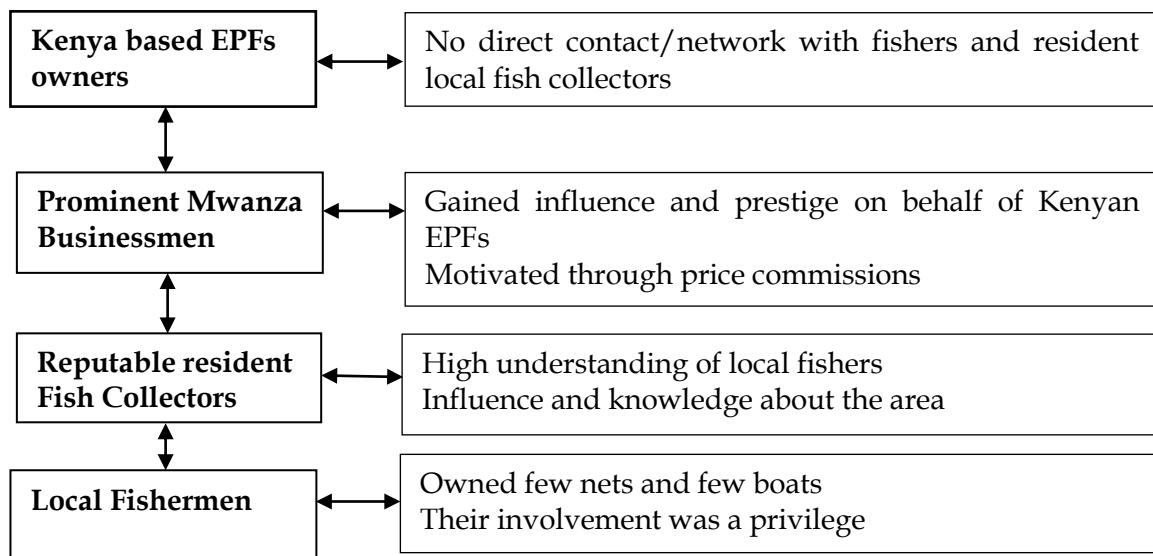 Kenya based EPFs
owners
No direct contact/network with fishers and resident
local fish collectors
Prominent Mwanza
Businessmen
Gained influence and prestige on behalf of Kenyan
EPFs
Motivated through price commissions
Reputable resident
Fish Collectors
High understanding of local fishers
Influence and knowledge about the area
Local Fishermen
Owned few nets and few boats
Their involvement was a privilege